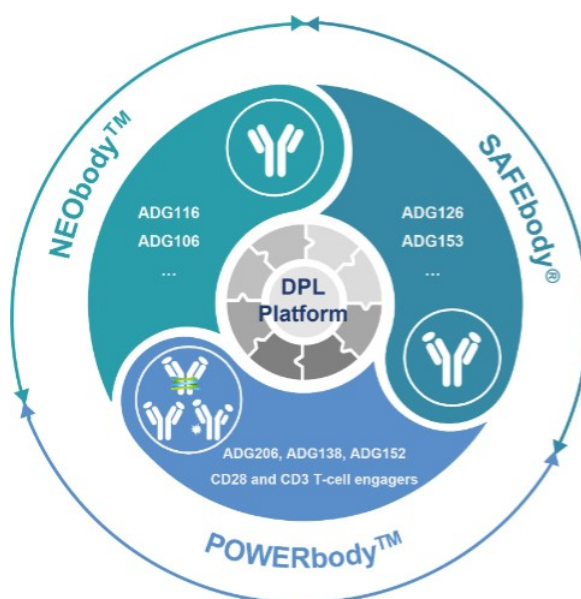 NEObody™
SAFEbody®
ADG116
ADG106
...
ADG126
ADG153
...
DPL
Platform
ADG206, ADG138, ADG152
CD28 and CD3 T-cell engagers
POWERbody™